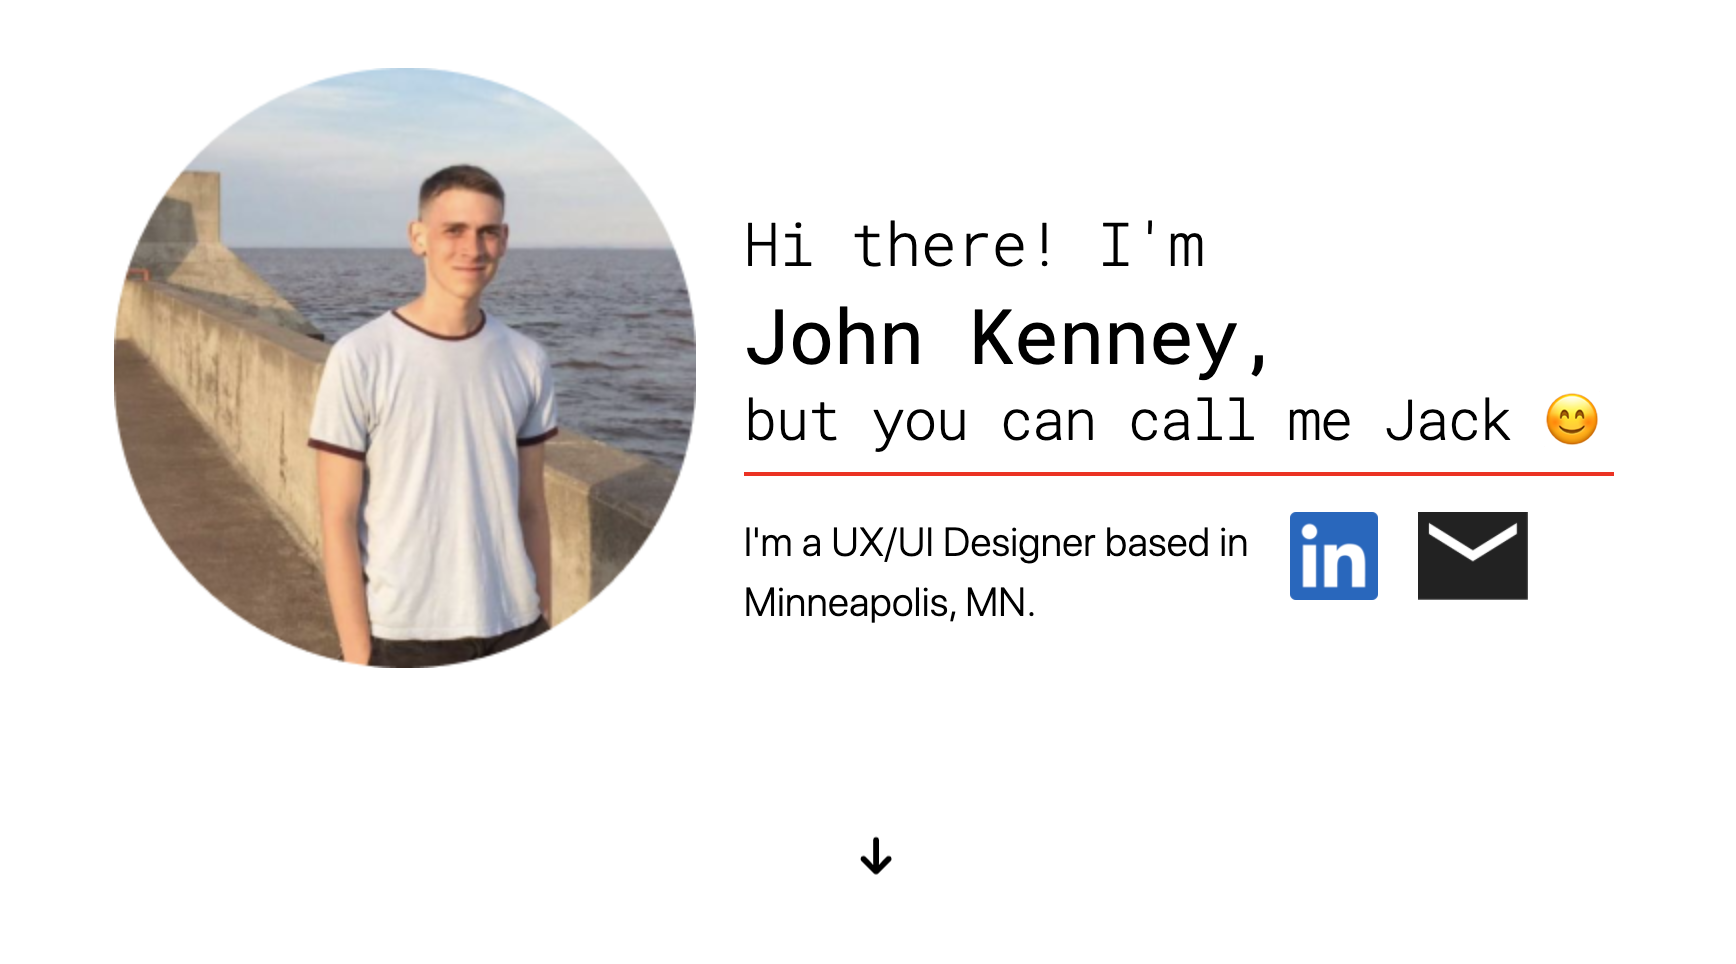 Hi there! I'm
John Kenney,
but you can call me Jack 😊
I'm a UX/UI Designer based in
Minneapolis, MN.
in